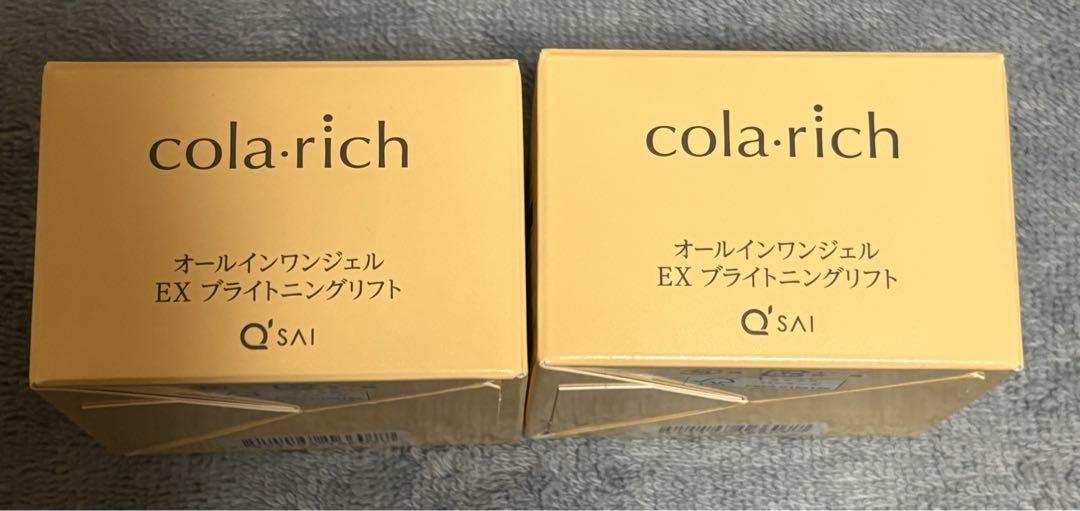 cola・rich
オールインワンジェル
EX ブライトニングリフト
Q'SAI
cola・rich
オールインワンジェル
EX ブライトニングリフト
Q'SAI